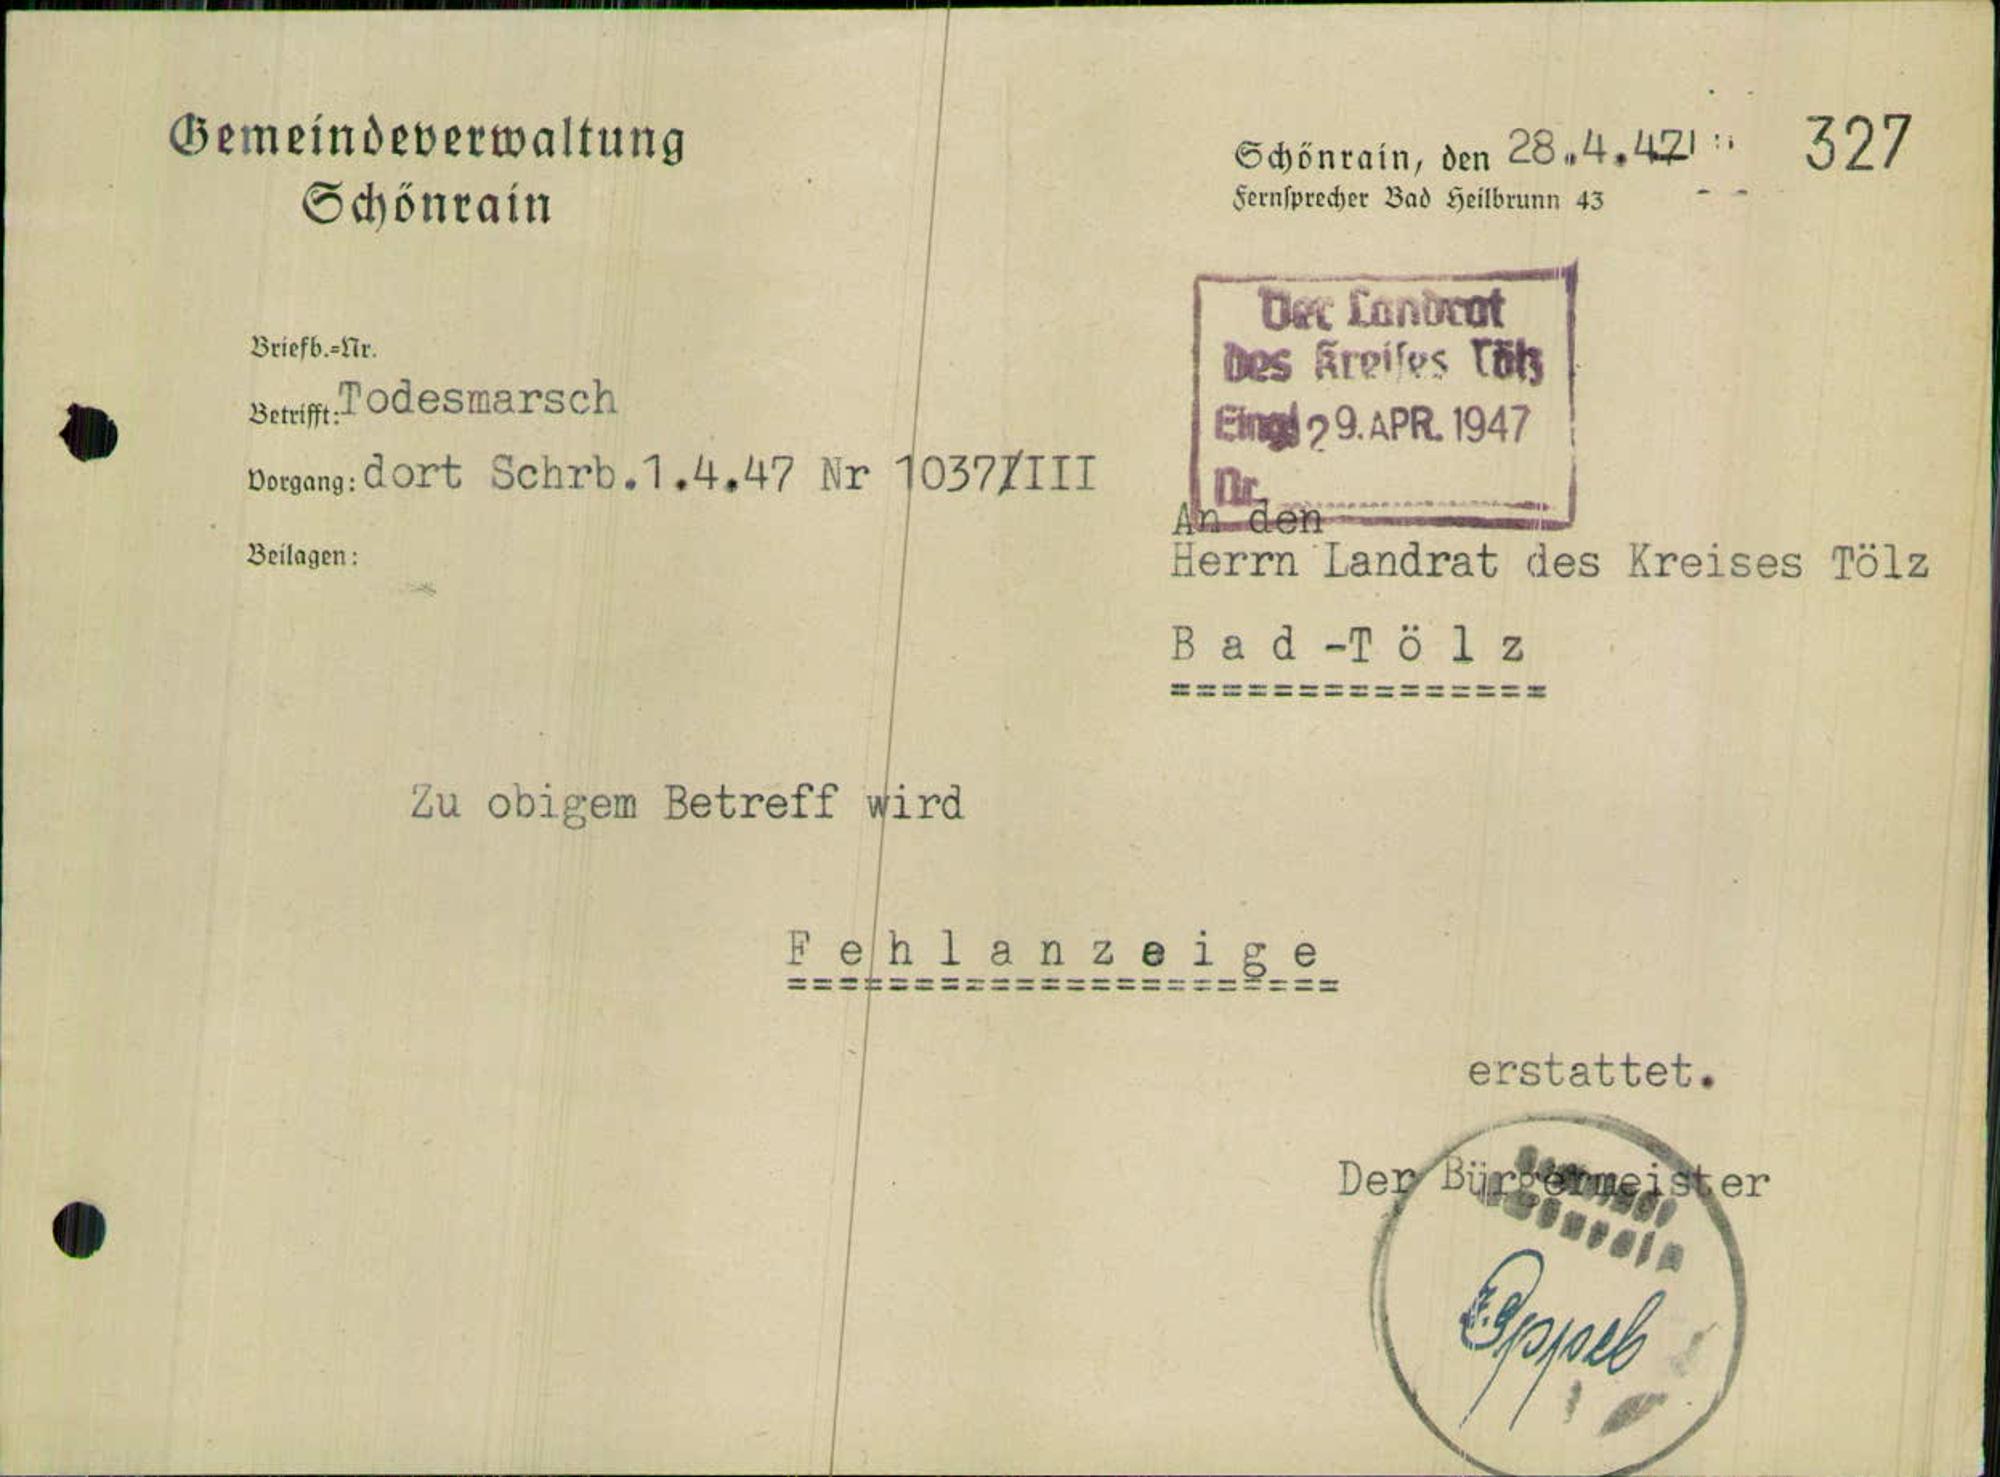 Gemeindeverwaltung
Schönrain
Schönrain, den 28.4.47
327
Fernsprecher Bad Heilbrunn 43
Der Landrat
des Kreises Tölz
Eing. 29. APR. 1947
Nr.
Briefb.=Nr.
Betrifft: Todesmarsch
Vorgang: dort Schrb.1.4.47 Nr 1037/III
Beilagen:
An den
Herrn Landrat des Kreises Tölz
B a d -T ö l z
===============
Zu obigem Betreff wird
F e h l a n z e i g e
======================
erstattet.
Der Bürgermeister